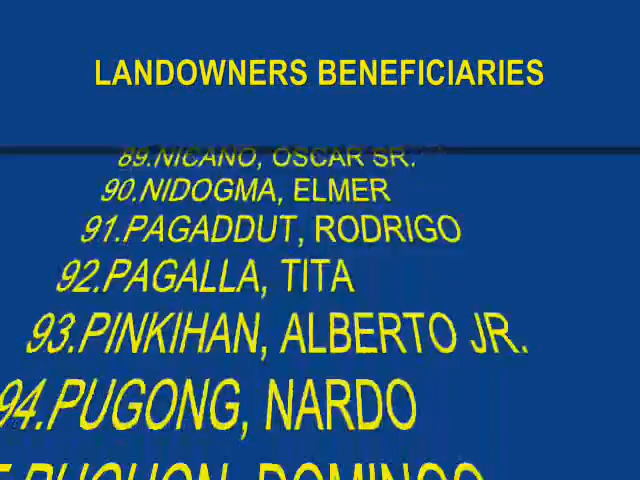 LANDOWNERS BENEFICIARIES
89.NICANO, OSCAR SR.
90.NIDOGMA, ELMER
91.PAGADDUT, RODRIGO
92.PAGALLA, TITA
93.PINKIHAN, ALBERTO JR.
94.PUGONG, NARDO
DOMINGO